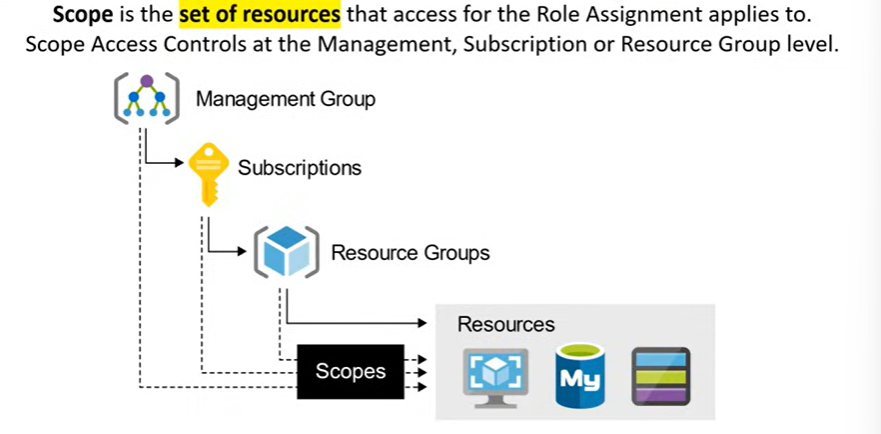 Scope is the set of resources that access for the Role Assignment applies to.
Scope Access Controls at the Management, Subscription or Resource Group level.
Management Group
Subscriptions
Resource Groups
Resources
Scopes
My